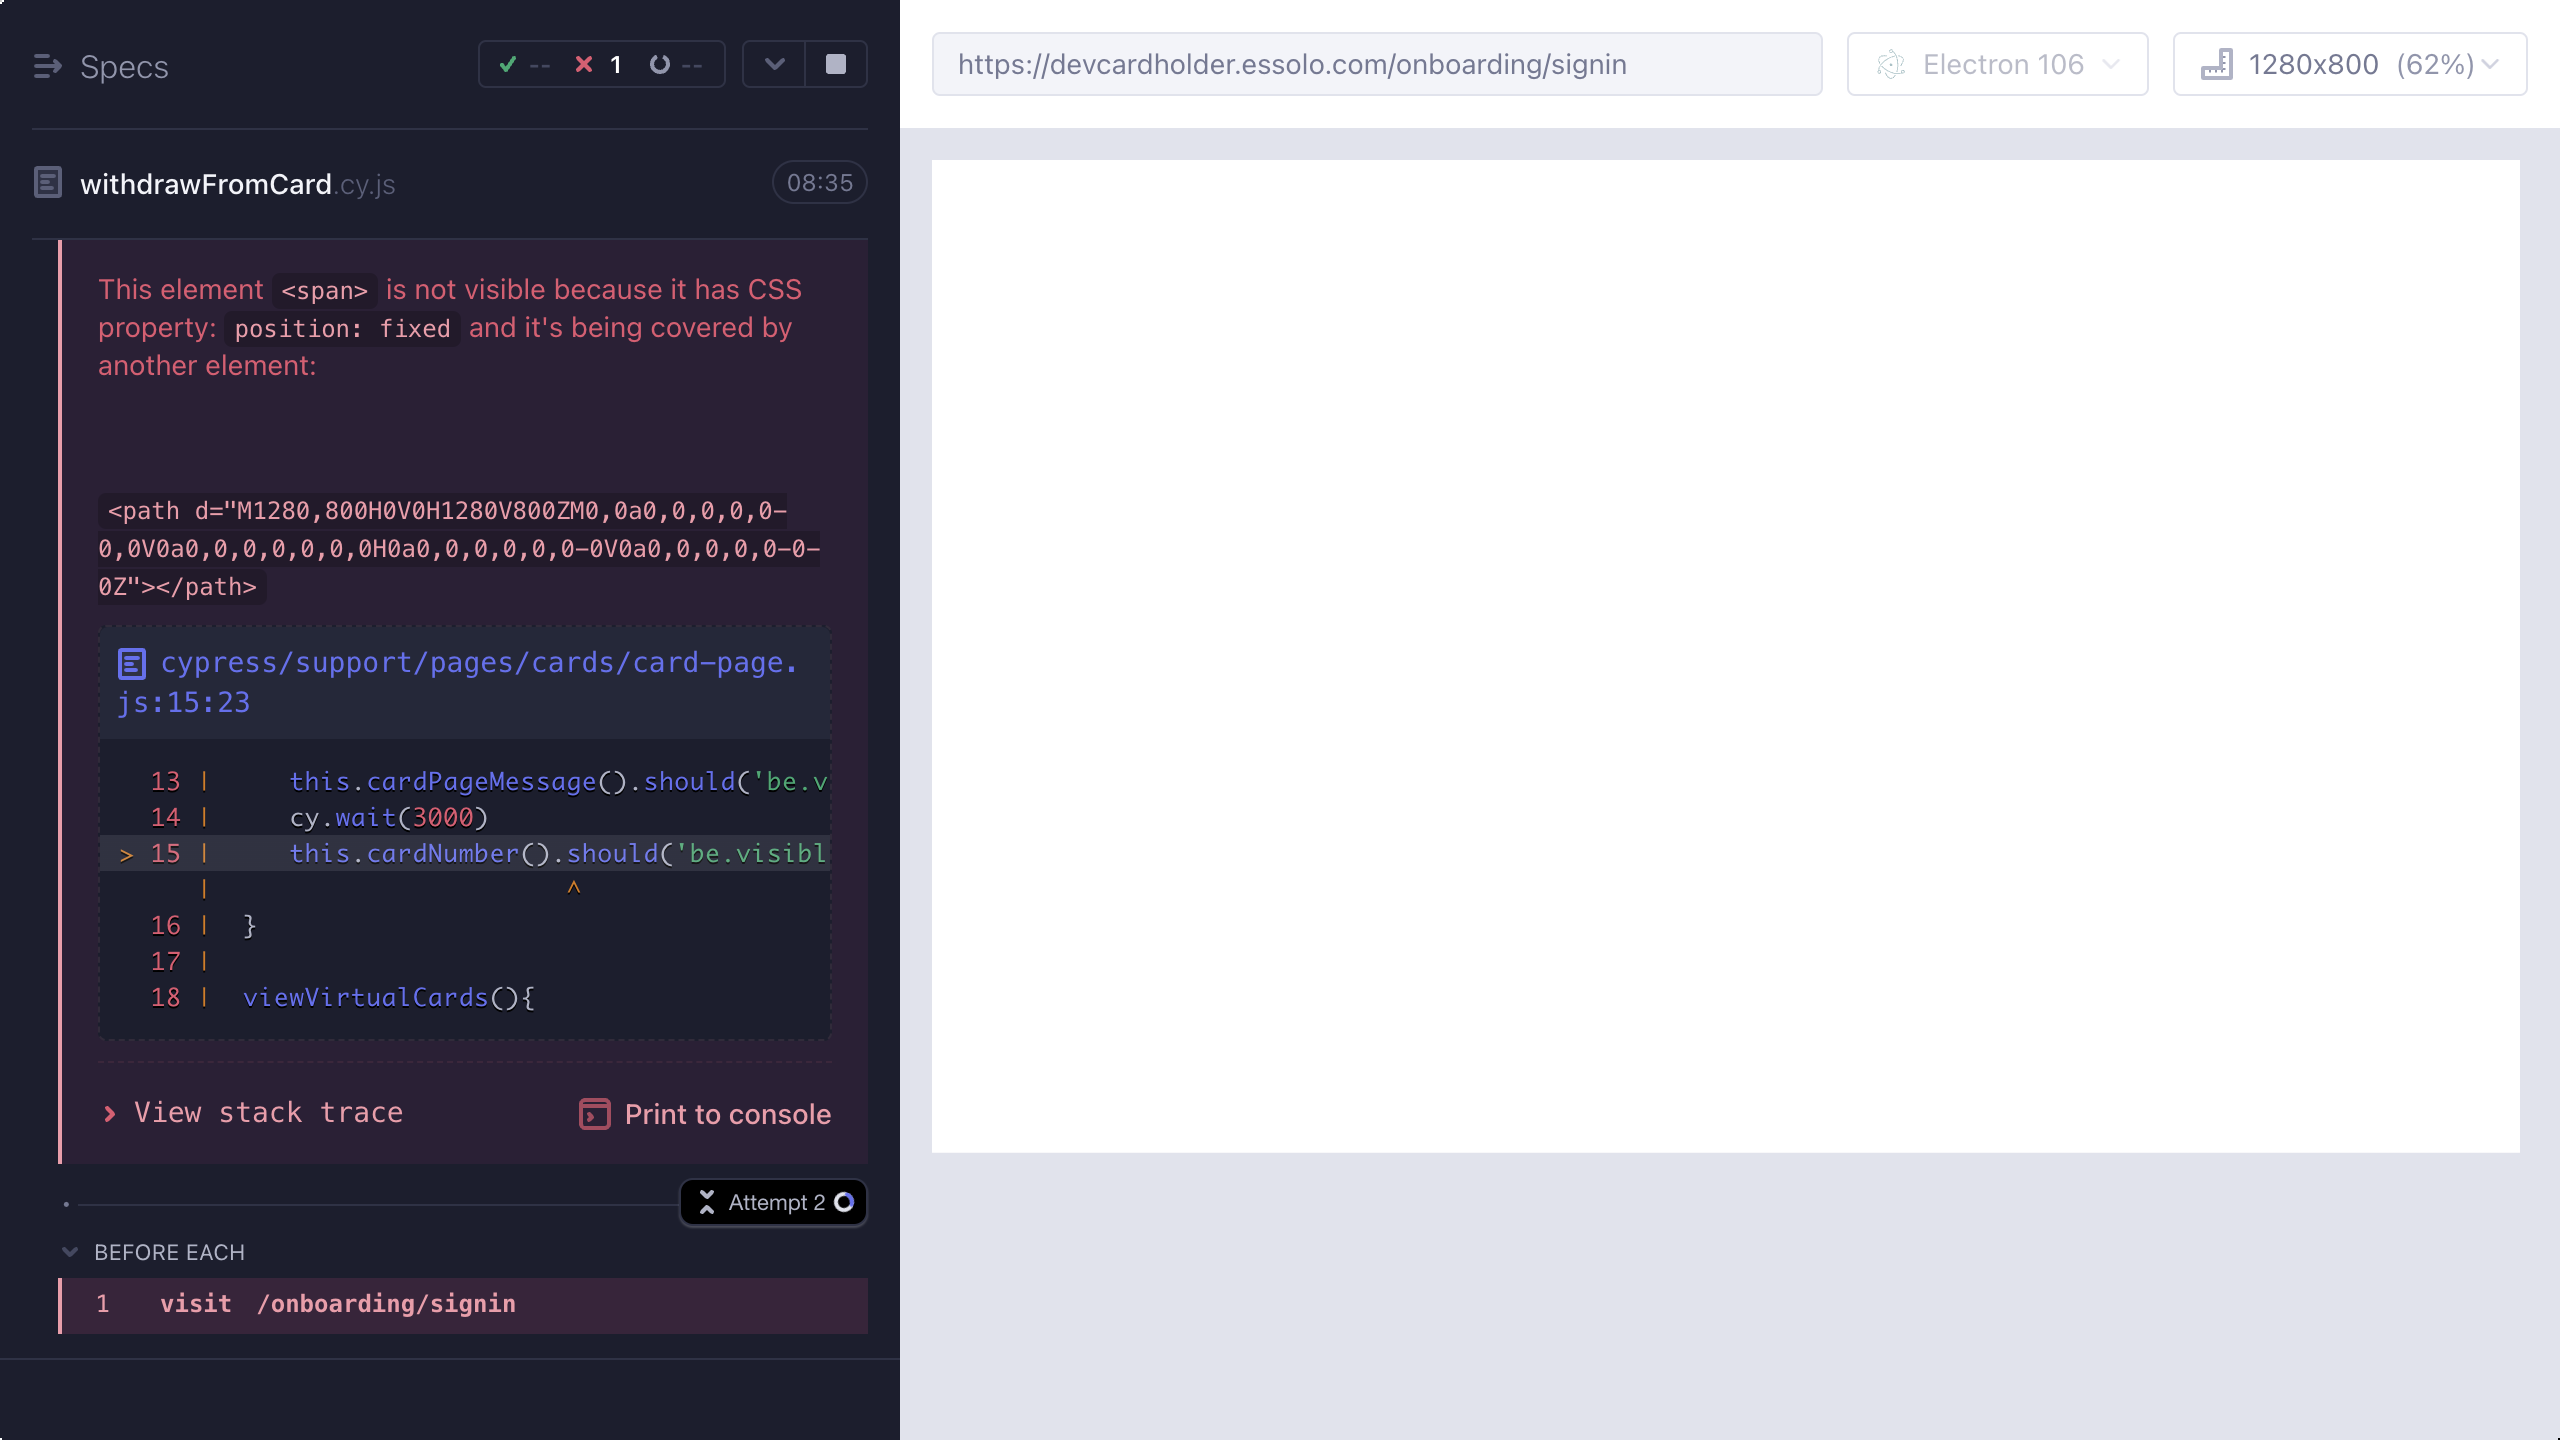 Specs
-- 1 --
https://devcardholder.essolo.com/onboarding/signin
Electron 106
1280x800 (62%)
withdrawFromCard.cy.js
08:35
This element <span> is not visible because it has CSS
property: position: fixed and it's being covered by
another element:
<path d="M1280,800H0V0H1280V800ZM0,0a0,0,0,0,0-
0,0V0a0,0,0,0,0,0,0H0a0,0,0,0,0,0-0V0a0,0,0,0,0-0-
0Z"></path>
cypress/support/pages/cards/card-page.
js:15:23
13 | this.cardPageMessage().should('be.v
14 | cy.wait(3000)
> 15 | this.cardNumber().should('be.visibl
| ^
16 | }
17 |
18 | viewVirtualCards(){
View stack trace
Print to console
Attempt 2
BEFORE EACH
1 visit /onboarding/signin